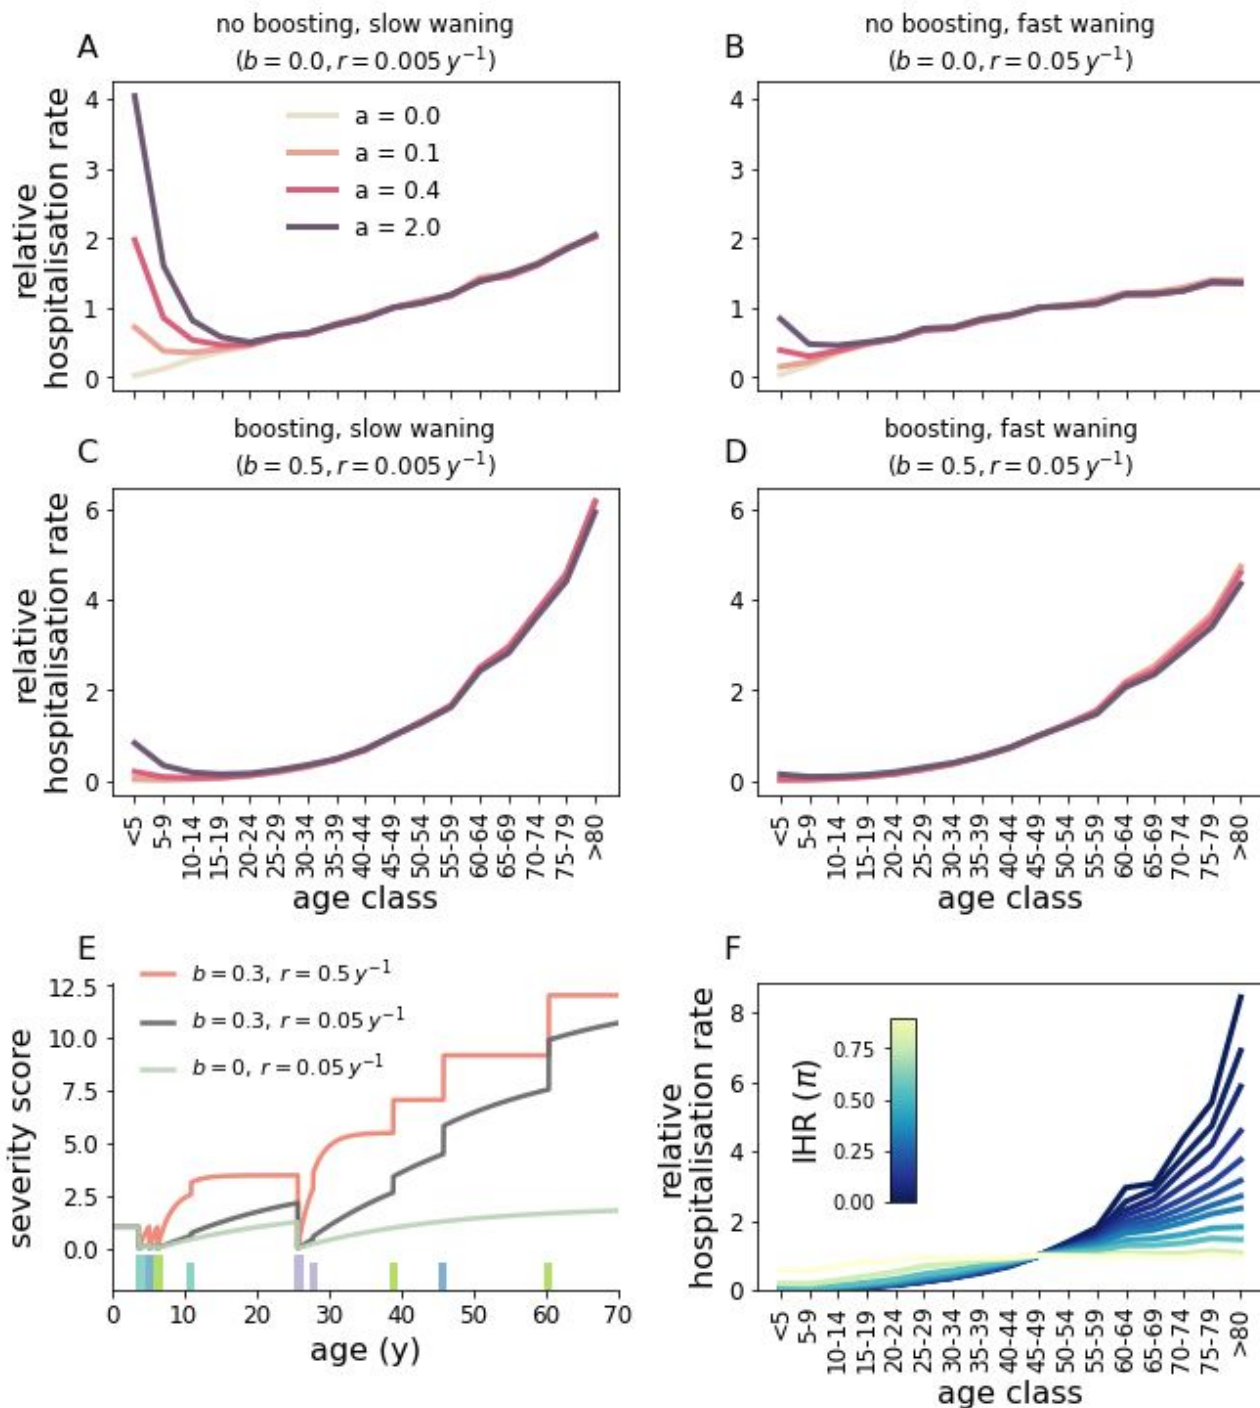 no boosting, slow waning
A
(b = 0.0, r = 0.005 y⁻¹)
relative
hospitalisation rate
4
3
2
1
0
a = 0.0
a = 0.1
a = 0.4
a = 2.0
no boosting, fast waning
B
(b = 0.0, r = 0.05 y⁻¹)
4
3
2
1
0
boosting, slow waning
C
(b = 0.5, r = 0.005 y⁻¹)
relative
hospitalisation rate
6
4
2
0
<5
5-9
10-14
15-19
20-24
25-29
30-34
35-39
40-44
45-49
50-54
55-59
60-64
65-69
70-74
75-79
>80
age class
boosting, fast waning
D
(b = 0.5, r = 0.05 y⁻¹)
6
4
2
0
<5
5-9
10-14
15-19
20-24
25-29
30-34
35-39
40-44
45-49
50-54
55-59
60-64
65-69
70-74
75-79
>80
age class
E
b = 0.3, r = 0.5 y⁻¹
b = 0.3, r = 0.05 y⁻¹
b = 0, r = 0.05 y⁻¹
severity score
12.5
10.0
7.5
5.0
2.5
0.0
0 10 20 30 40 50 60 70
age (y)
F
relative
hospitalisation rate
8
6
4
2
0
IHR (π)
0.75
0.50
0.25
0.00
<5
5-9
10-14
15-19
20-24
25-29
30-34
35-39
40-44
45-49
50-54
55-59
60-64
65-69
70-74
75-79
>80
age class